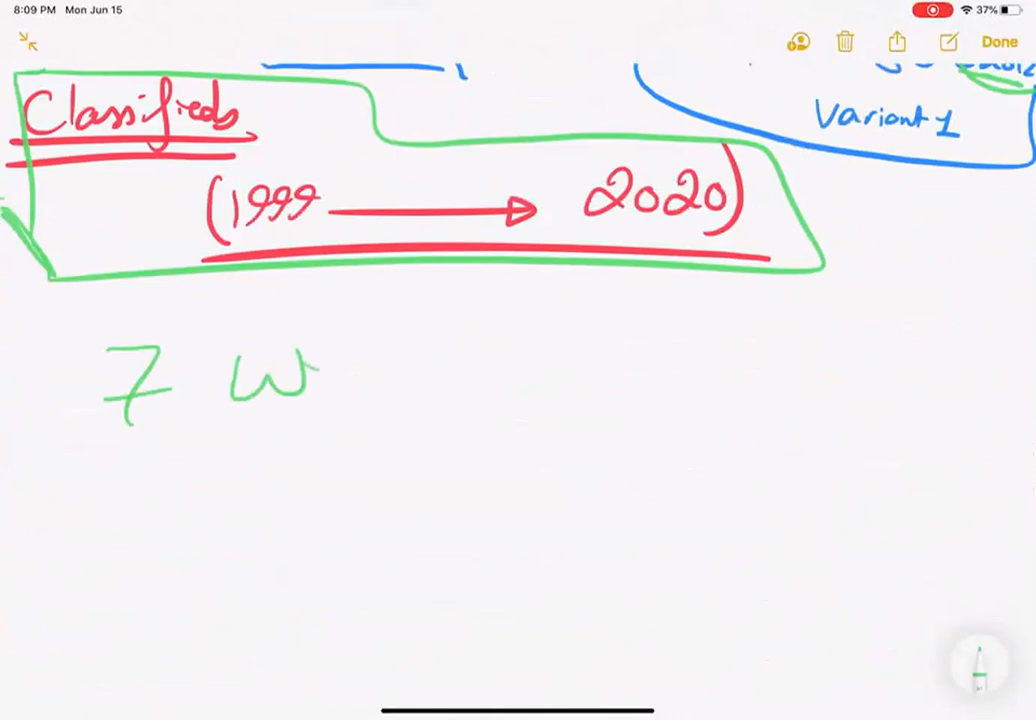 8:09 PM Mon Jun 15
37%
Done
Variant 1
Classifieds
(1999 → 2020)
7 W